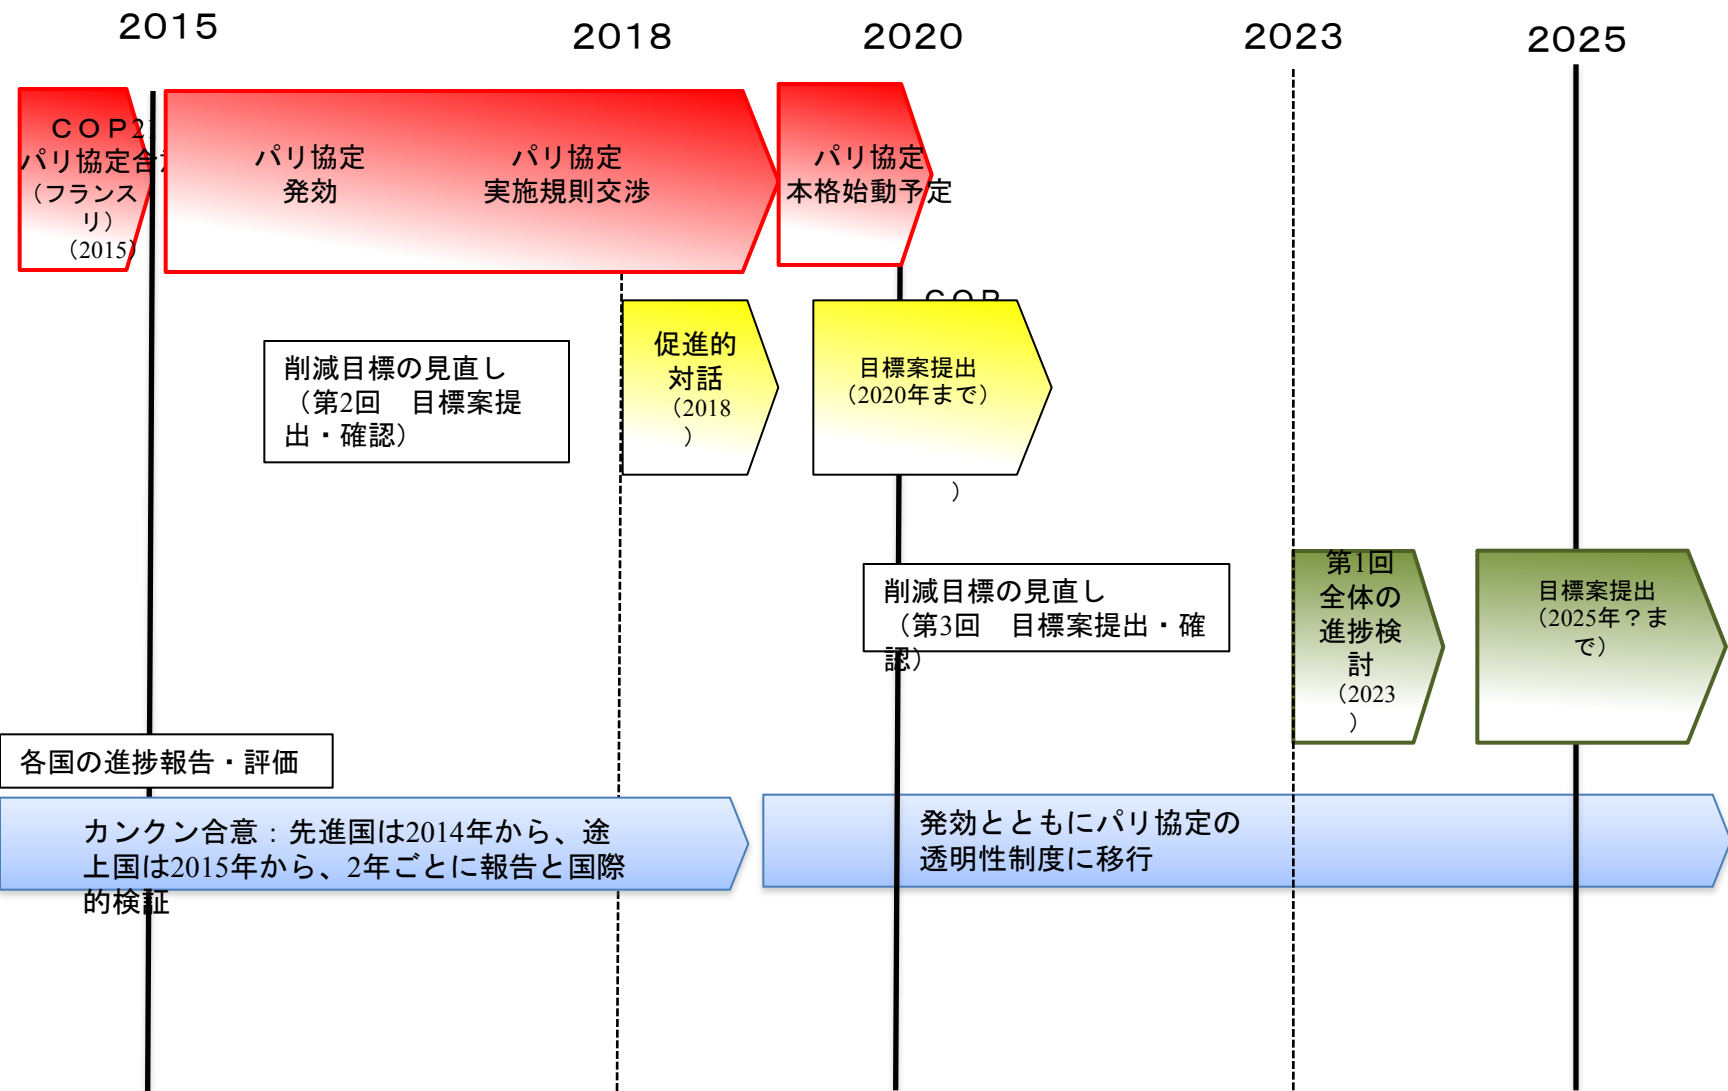 2015
2018
2020
2023
2025
ＣＯＰ21
パリ協定合意
（フランス
リ）
（2015）
パリ協定
発効
パリ協定
実施規則交渉
パリ協定
本格始動予定
ＣＯＰ
）
削減目標の見直し
（第2回　目標案提
出・確認）
促進的
対話
（2018
）
目標案提出
（2020年まで）
削減目標の見直し
（第3回　目標案提出・確
認）
第1回
全体の
進捗検
討
（2023
）
目標案提出
（2025年？ま
で）
各国の進捗報告・評価
カンクン合意：先進国は2014年から、途
上国は2015年から、2年ごとに報告と国際
的検証
発効とともにパリ協定の
透明性制度に移行